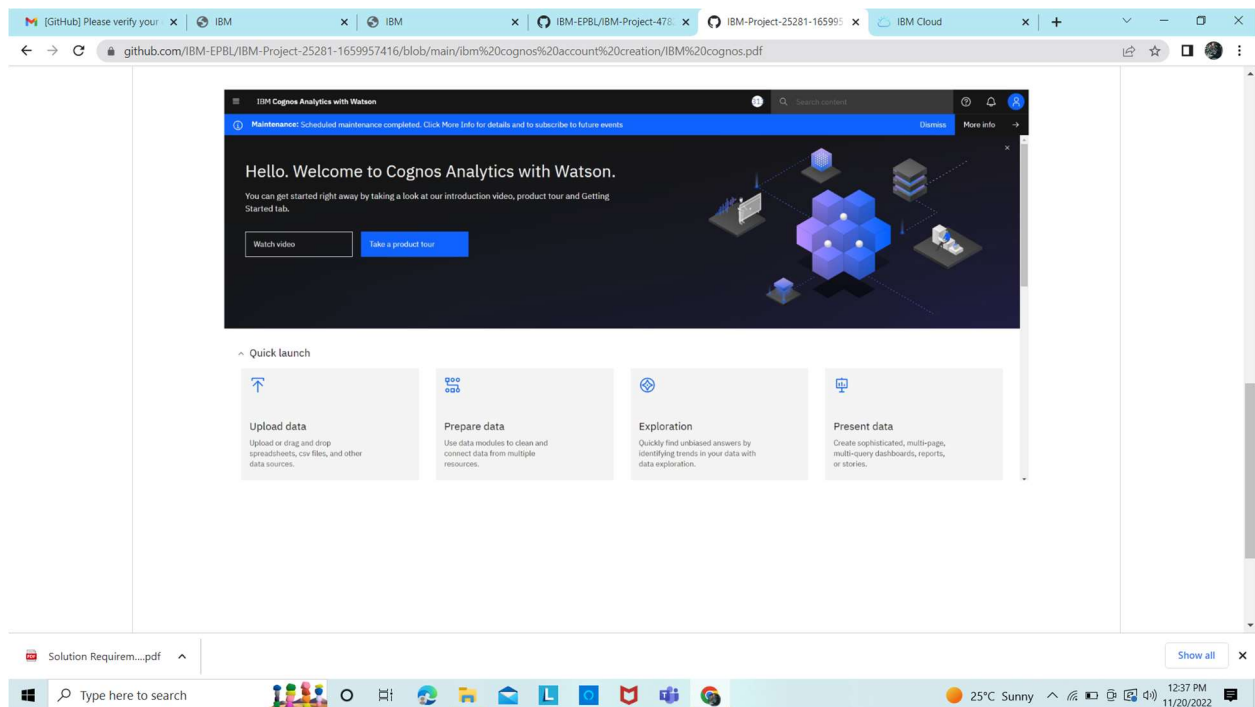 [GitHub] Please verify your
IBM
IBM
IBM-EPBL/IBM-Project-478
IBM-Project-25281-165995
IBM Cloud
github.com/IBM-EPBL/IBM-Project-25281-1659957416/blob/main/ibm%20cognos%20account%20creation/IBM%20cognos.pdf
IBM Cognos Analytics with Watson
11
Search content
Maintenance: Scheduled maintenance completed. Click More Info for details and to subscribe to future events
Dismiss
More info
Hello. Welcome to Cognos Analytics with Watson.
You can get started right away by taking a look at our introduction video, product tour and Getting
Started tab.
Watch video
Take a product tour
Quick launch
Upload data
Upload or drag and drop
spreadsheets, csv files, and other
data sources.
Prepare data
Use data modules to clean and
connect data from multiple
resources.
Exploration
Quickly find unbiased answers by
identifying trends in your data with
data exploration.
Present data
Create sophisticated, multi-page,
multi-query dashboards, reports,
or stories.
Solution Requirem....pdf
Show all
Type here to search
25°C Sunny
12:37 PM
11/20/2022